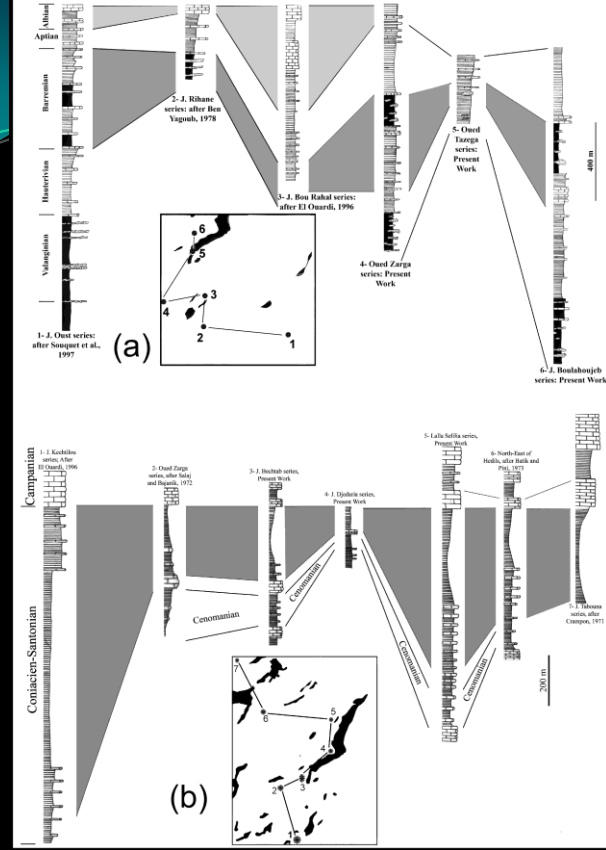 Albian
Aptian
Barremian
Hauterivian
Valanginian
1- J. Oust series:
after Souquet et al.,
1997
2- J. Rihane
series: after Ben
Yagoub, 1978
3- J. Bou Rahal series:
after El Ouardi, 1996
4- Oued Zarga
series: Present
Work
5- Oued
Tazega
series:
Present
Work
6- J. Boulahoujeb
series: Present Work
400 m
6
5
4
3
2
1
(a)
Campanian
Coniacien-Santonian
1- J. Kechtilou
series; After
El Ouardi, 1996
2- Oued Zarga
series, after Salaj
and Bajanik, 1972
3- J. Bechtab series,
Present Work
4- J. Djouharia series,
Present Work
5- Lalla Sefilia series,
Present Work
6- North-East of
Hedils, after Batik and
Pini, 1973
7- J. Tabouna
series, after
Crampon, 1971
Cenomanian
Cenomanian
Cenomanian
Cenomanian
200 m
7
6
5
4
3
2
1
(b)